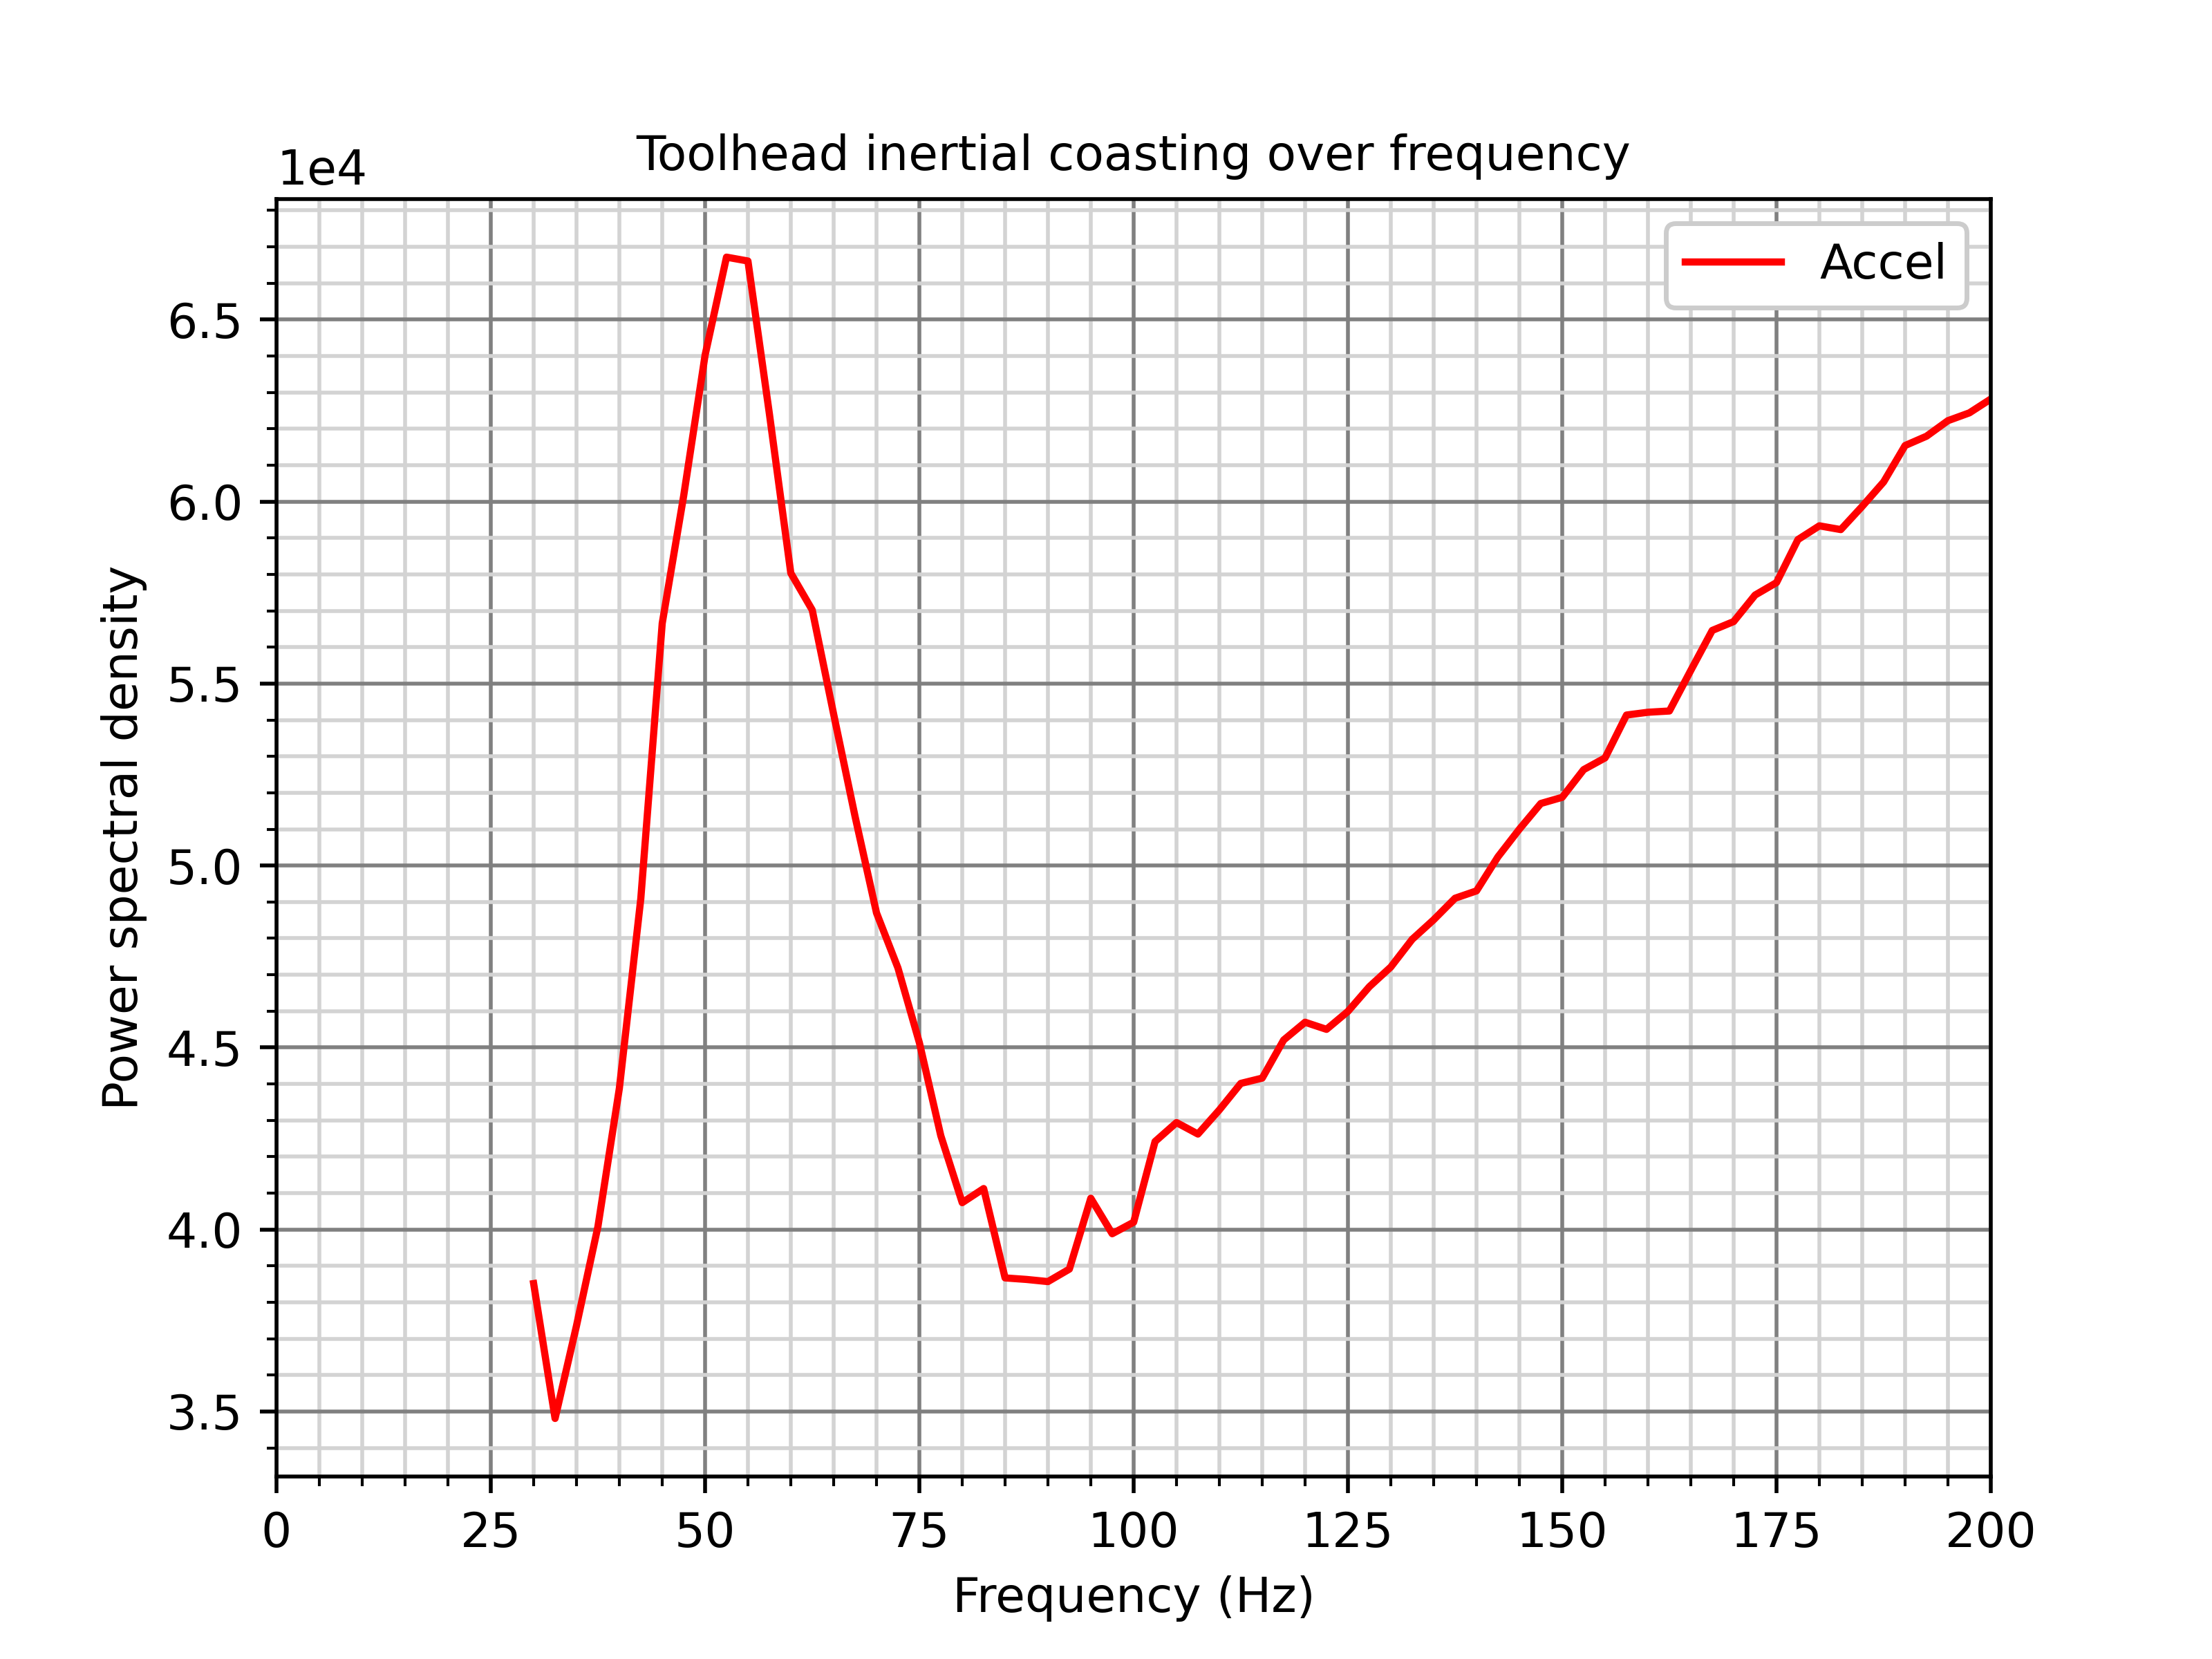 Toolhead inertial coasting over frequency
1e4
Accel
6.5
6.0
5.5
5.0
4.5
4.0
3.5
Power spectral density
0 25 50 75 100 125 150 175 200
Frequency (Hz)